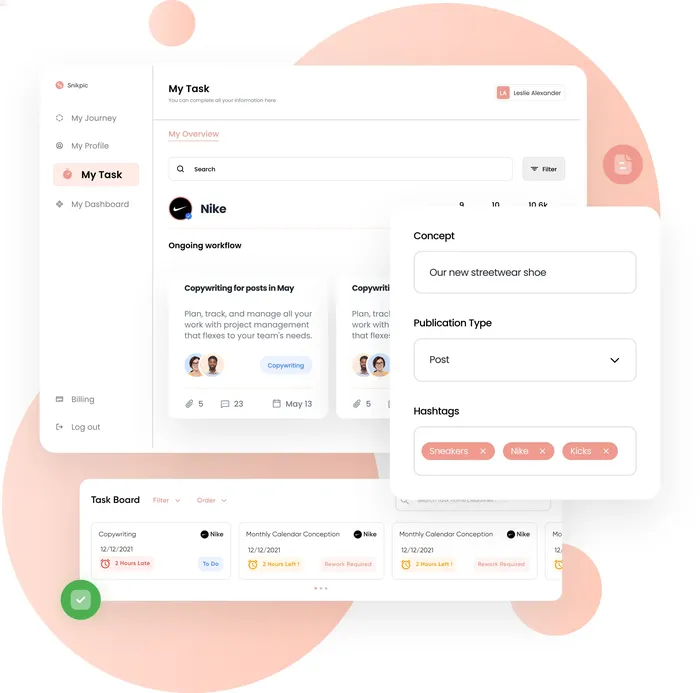 Snikpic
My Journey
My Profile
My Task
My Dashboard
Billing
Log out
My Task
You can complete all your information here
LA Leslie Alexander
My Overview
Search
Filter
Nike
9 10 10.6k
Ongoing workflow
Copywriting for posts in May
Plan, track, and manage all your
work with project management
that flexes to your team's needs.
Copywriting
5 23 May 13
Copywriti
Plan, trac
work with
that flexe
5
Concept
Our new streetwear shoe
Publication Type
Post
Hashtags
Sneakers × Nike × Kicks ×
Task Board Filter Order
Copywriting Nike
12/12/2021
2 Hours Late To Do
Monthly Calendar Conception Nike
12/12/2021
2 Hours Left ! Rework Required
Monthly Calendar Conception Nike
12/12/2021
2 Hours Left ! Rework Required
Mo
12/1